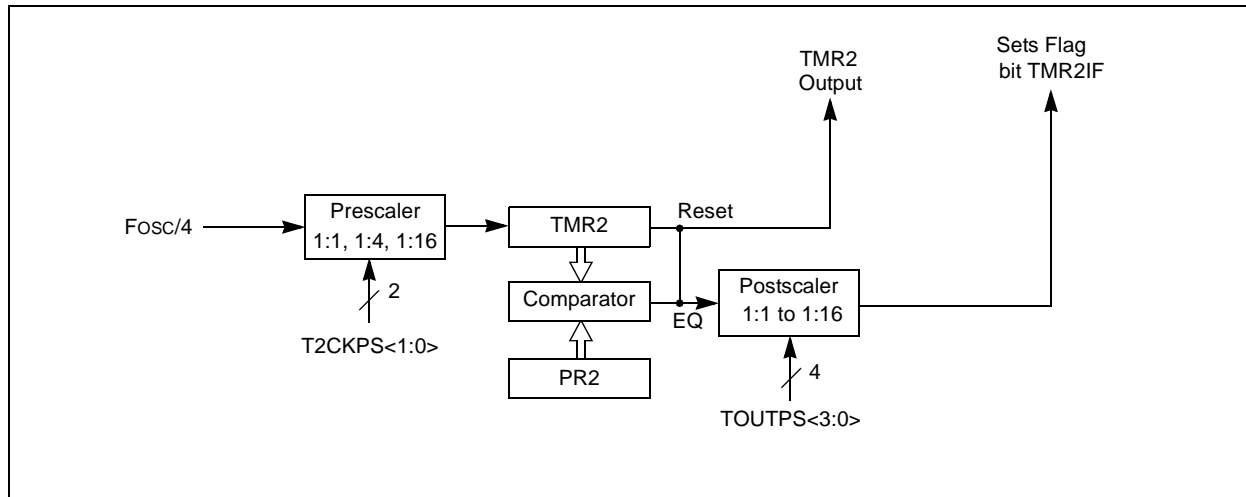 TMR2
Output
Sets Flag
bit TMR2IF
FOSC/4
Prescaler
1:1, 1:4, 1:16
2
T2CKPS<1:0>
TMR2
Reset
Comparator
EQ
PR2
Postscaler
1:1 to 1:16
4
TOUTPS<3:0>